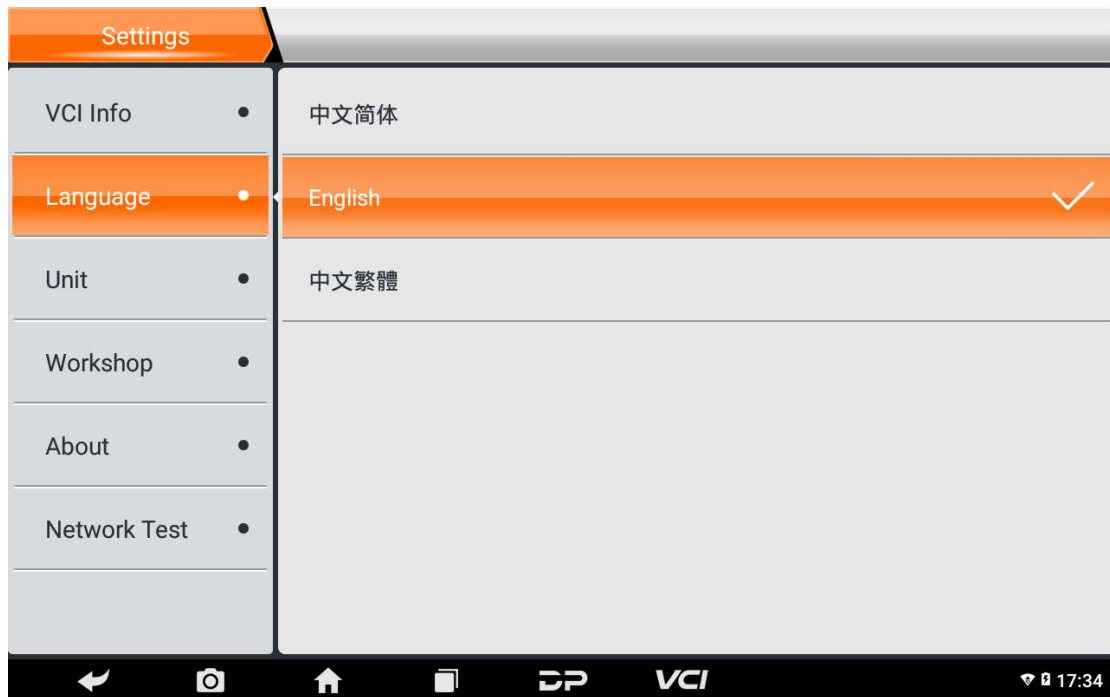 Settings
VCI Info
Language
Unit
Workshop
About
Network Test
中文简体
English
中文繁體
DP
VCI
17:34